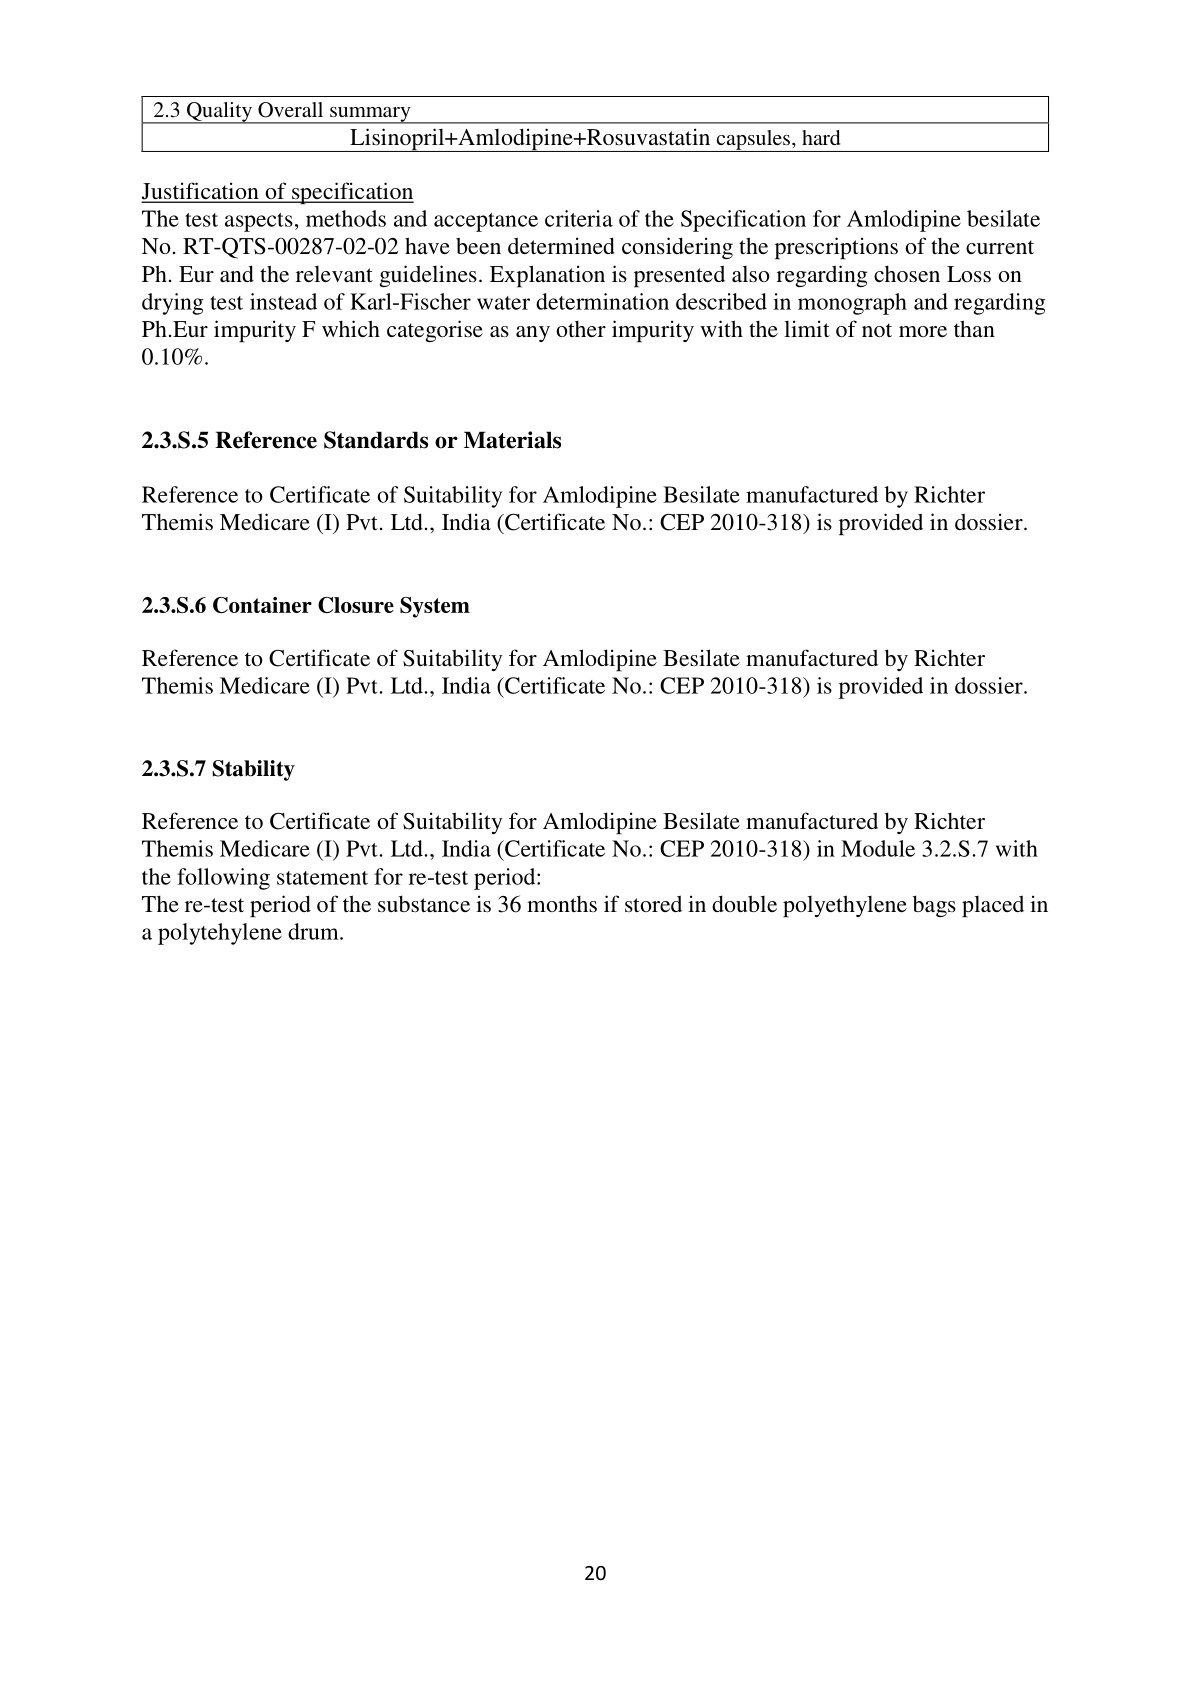 2.3 Quality Overall summary
Lisinopril+Amlodipine+Rosuvastatin capsules, hard
Justification of specification
The test aspects, methods and acceptance criteria of the Specification for Amlodipine besilate
No. RT-QTS-00287-02-02 have been determined considering the prescriptions of the current
Ph. Eur and the relevant guidelines. Explanation is presented also regarding chosen Loss on
drying test instead of Karl-Fischer water determination described in monograph and regarding
Ph.Eur impurity F which categorise as any other impurity with the limit of not more than
0.10%.
2.3.S.5 Reference Standards or Materials
Reference to Certificate of Suitability for Amlodipine Besilate manufactured by Richter
Themis Medicare (I) Pvt. Ltd., India (Certificate No.: CEP 2010-318) is provided in dossier.
2.3.S.6 Container Closure System
Reference to Certificate of Suitability for Amlodipine Besilate manufactured by Richter
Themis Medicare (I) Pvt. Ltd., India (Certificate No.: CEP 2010-318) is provided in dossier.
2.3.S.7 Stability
Reference to Certificate of Suitability for Amlodipine Besilate manufactured by Richter
Themis Medicare (I) Pvt. Ltd., India (Certificate No.: CEP 2010-318) in Module 3.2.S.7 with
the following statement for re-test period:
The re-test period of the substance is 36 months if stored in double polyethylene bags placed in
a polytehylene drum.
20